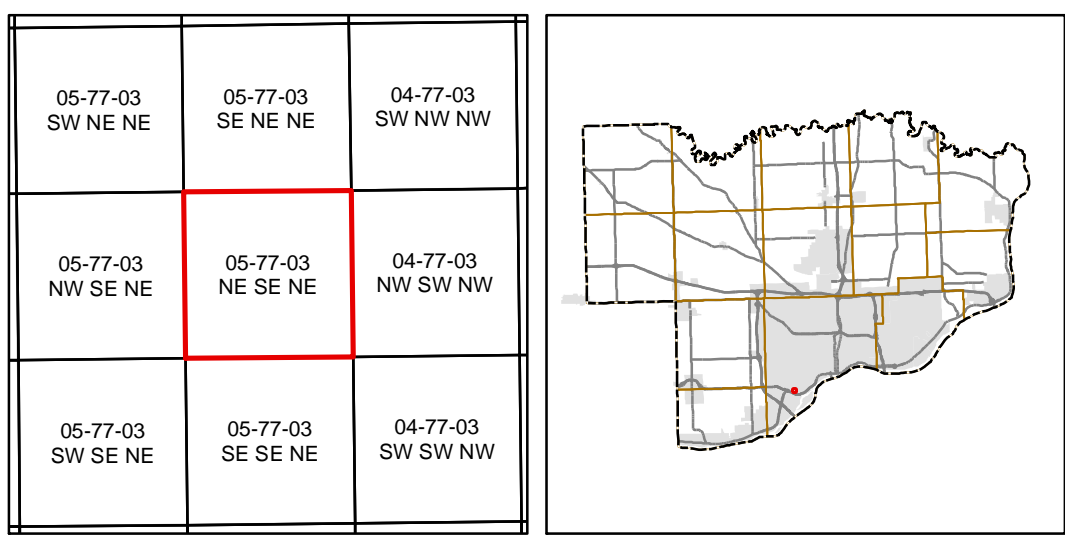 05-77-03
SW NE NE
05-77-03
SE NE NE
04-77-03
SW NW NW
05-77-03
NW SE NE
05-77-03
NE SE NE
04-77-03
NW SW NW
05-77-03
SW SE NE
05-77-03
SE SE NE
04-77-03
SW SW NW